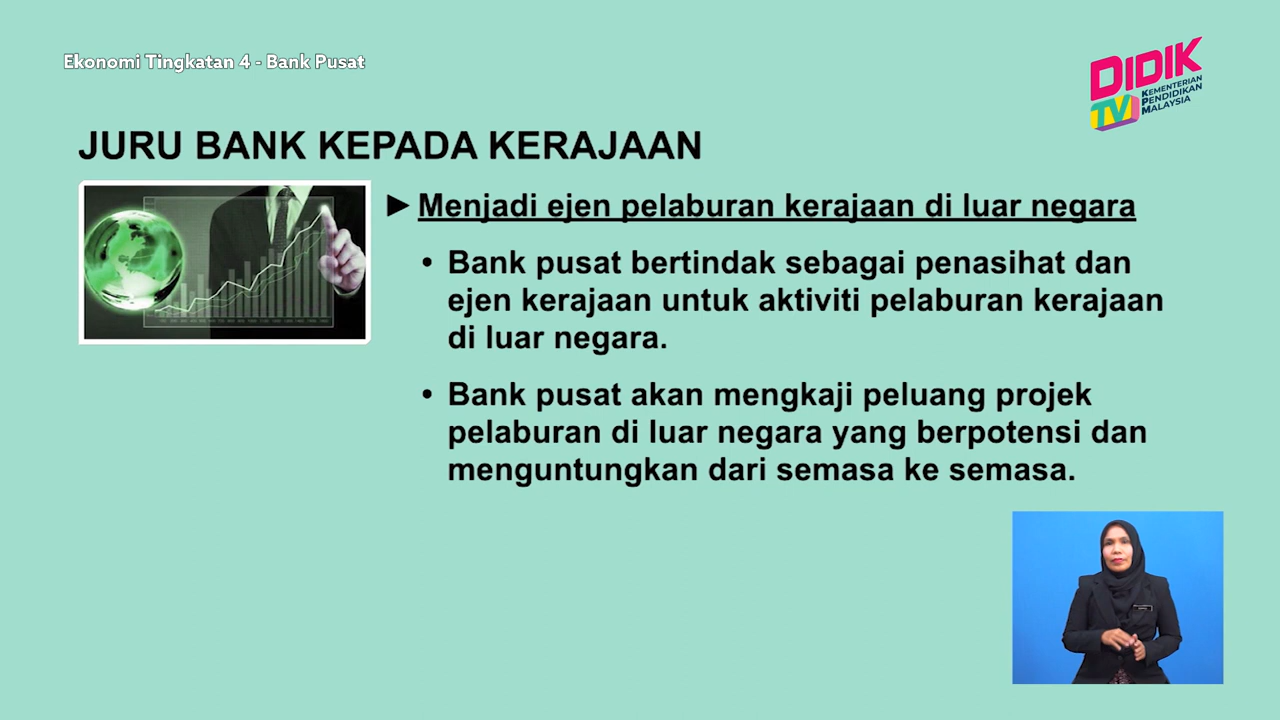 Ekonomi Tingkatan 4 - Bank Pusat
DIDIK
TV
KEMENTERIAN
PENDIDIKAN
MALAYSIA
JURU BANK KEPADA KERAJAAN
►Menjadi ejen pelaburan kerajaan di luar negara
• Bank pusat bertindak sebagai penasihat dan
ejen kerajaan untuk aktiviti pelaburan kerajaan
di luar negara.
• Bank pusat akan mengkaji peluang projek
pelaburan di luar negara yang berpotensi dan
menguntungkan dari semasa ke semasa.